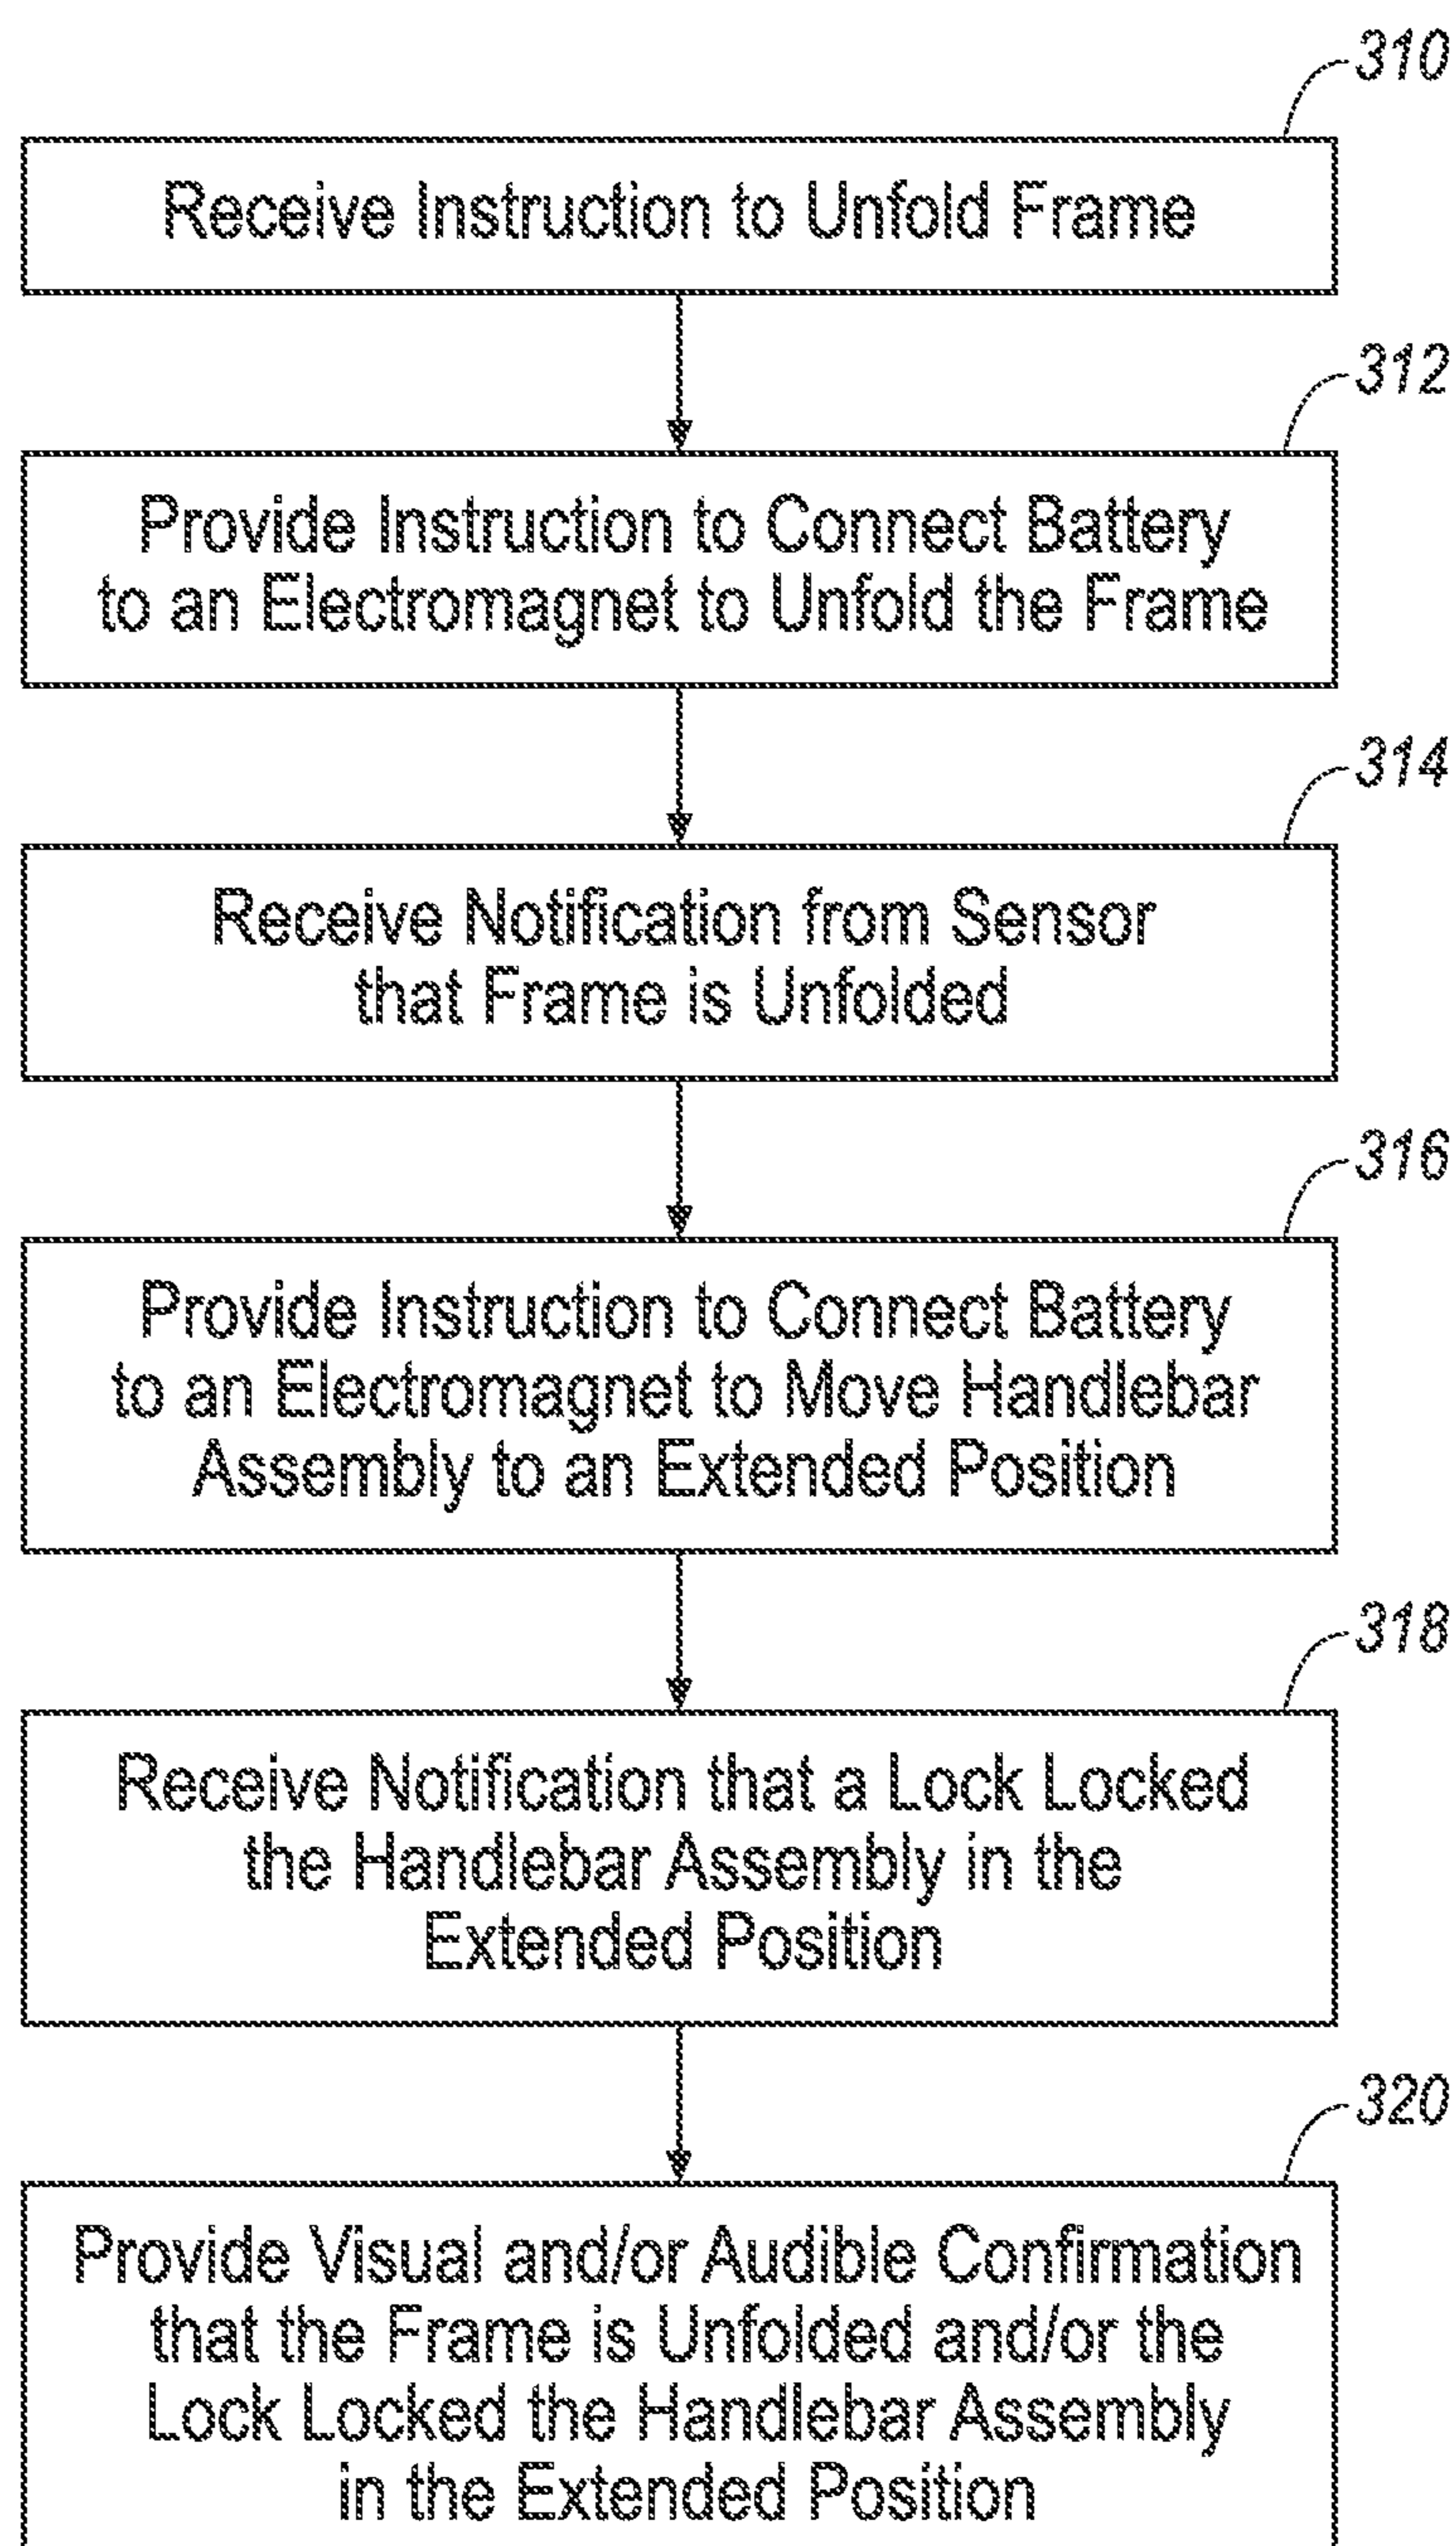 310
Receive Instruction to Unfold Frame
312
Provide Instruction to Connect Battery
to an Electromagnet to Unfold the Frame
314
Receive Notification from Sensor
that Frame is Unfolded
316
Provide Instruction to Connect Battery
to an Electromagnet to Move Handlebar
Assembly to an Extended Position
318
Receive Notification that a Lock Locked
the Handlebar Assembly in the
Extended Position
320
Provide Visual and/or Audible Confirmation
that the Frame is Unfolded and/or the
Lock Locked the Handlebar Assembly
in the Extended Position